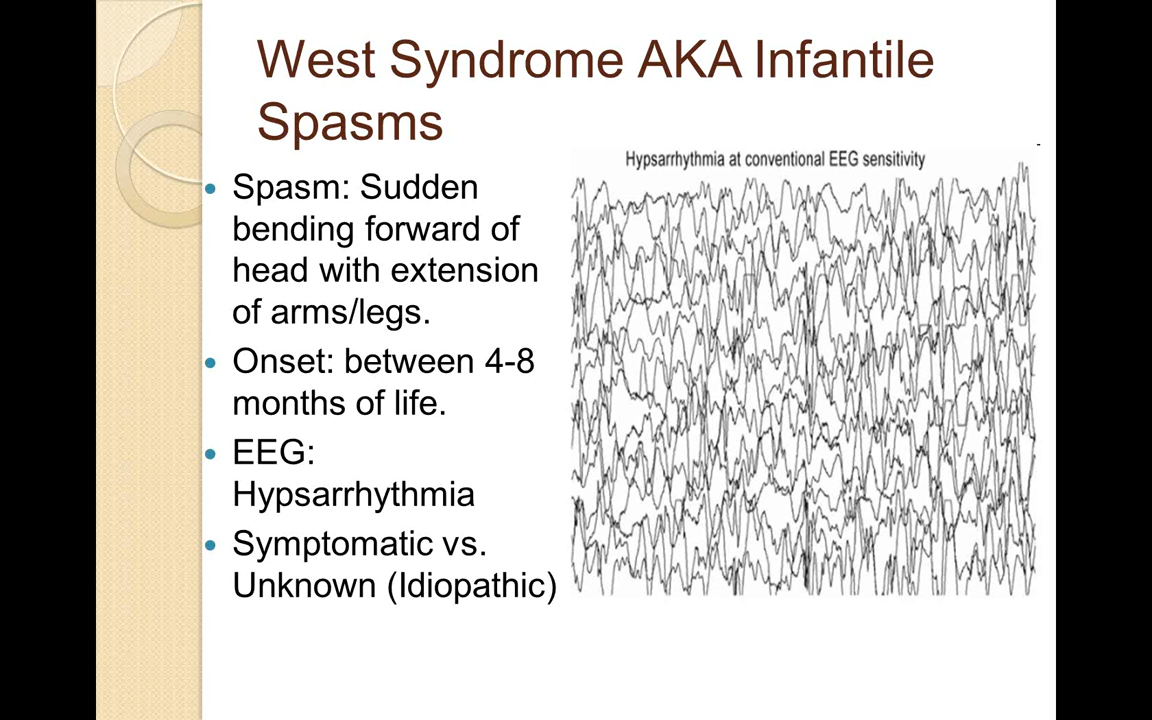 West Syndrome AKA Infantile
Spasms
Spasm: Sudden
bending forward of
head with extension
of arms/legs.
Onset: between 4-8
months of life.
EEG:
Hypsarrhythmia
Symptomatic vs.
Unknown (Idiopathic)
Hypsarrhythmia at conventional EEG sensitivity